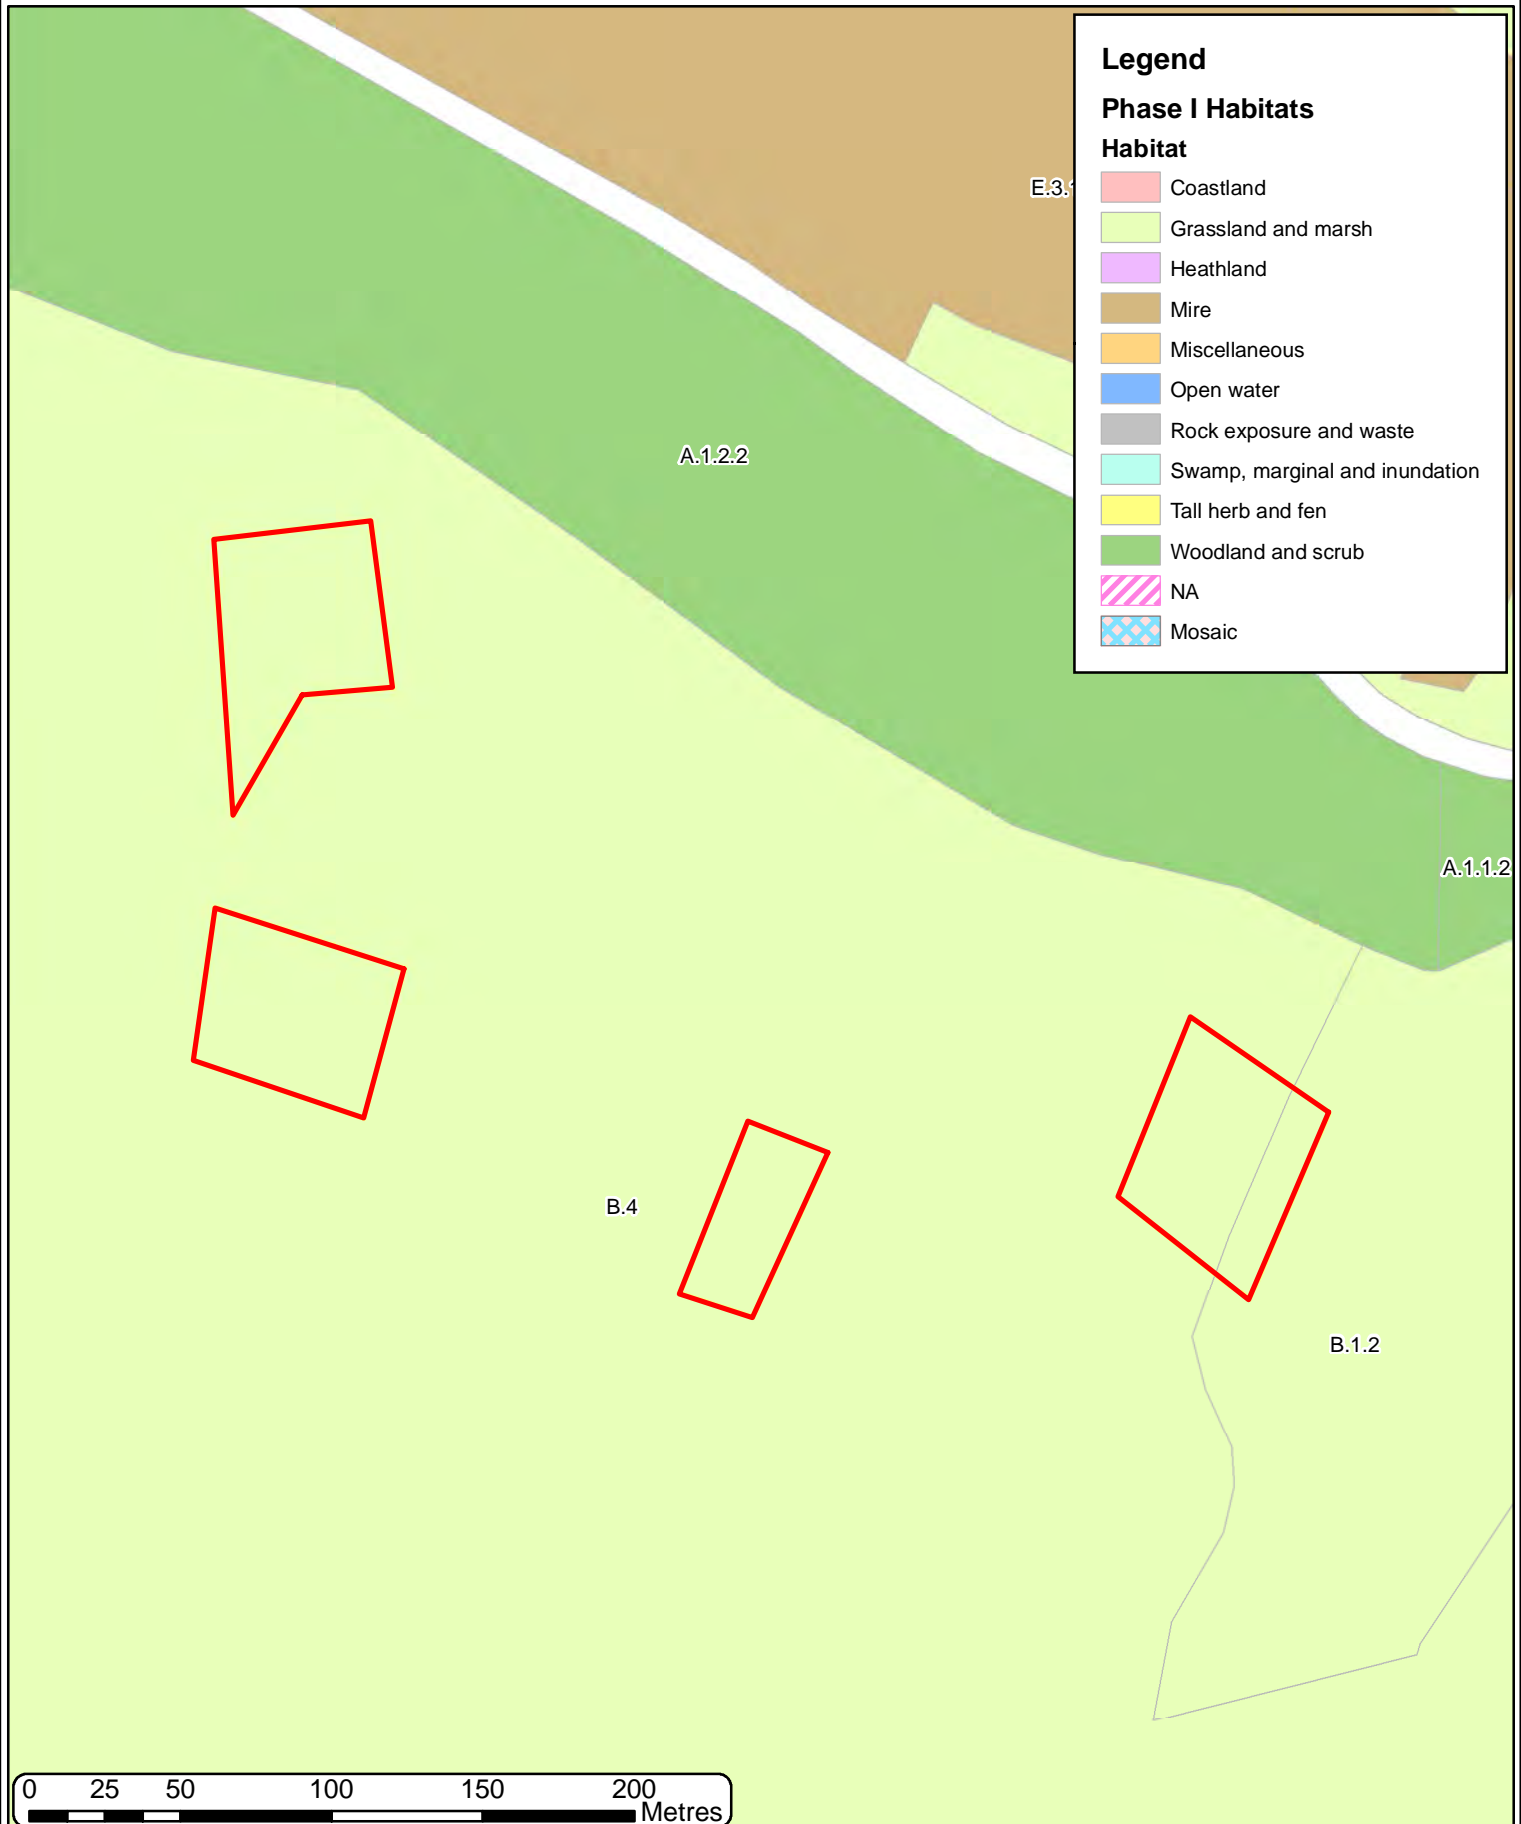 Legend
Phase I Habitats
Habitat
Coastland
Grassland and marsh
Heathland
Mire
Miscellaneous
Open water
Rock exposure and waste
Swamp, marginal and inundation
Tall herb and fen
Woodland and scrub
NA
Mosaic
E.3.
A.1.2.2
A.1.1.2
B.4
B.1.2
0 25 50 100 150 200
Metres